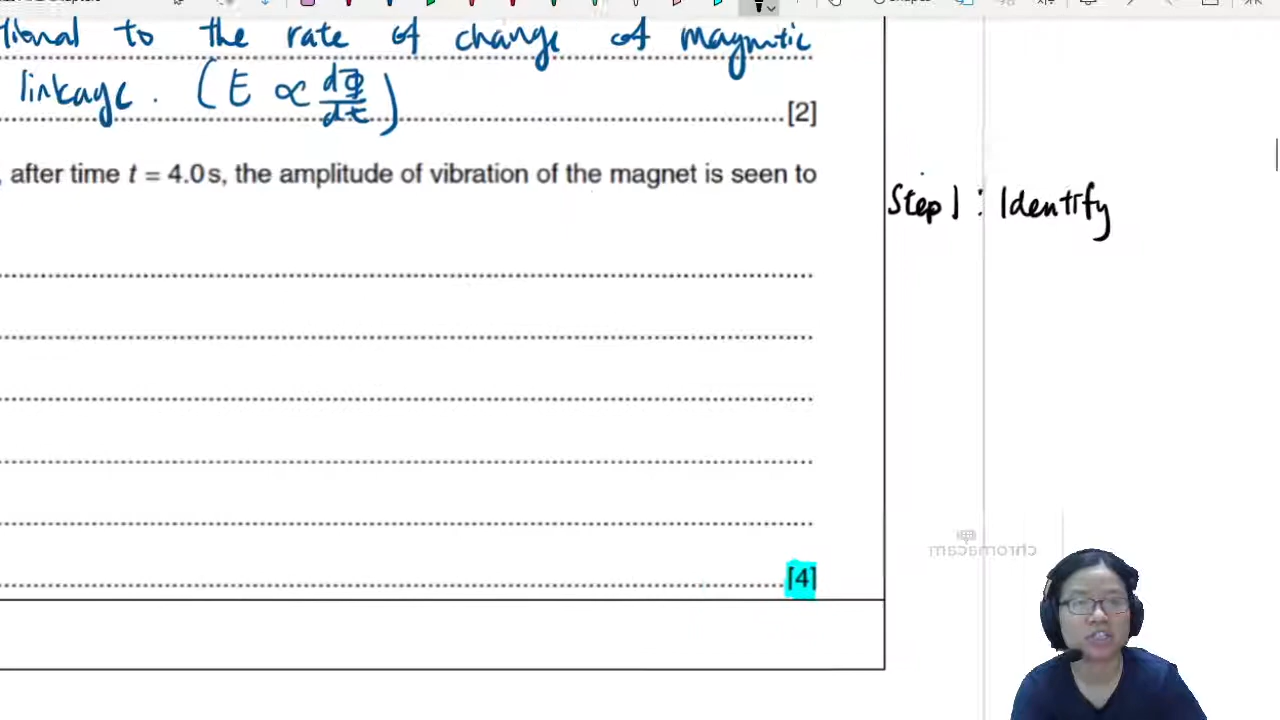 tional to the rate of change of magnetic
linkage. (E ∝ dΦ/dt)
[2]
, after time t = 4.0 s, the amplitude of vibration of the magnet is seen to
Step 1 : Identify
[4]
chromacam